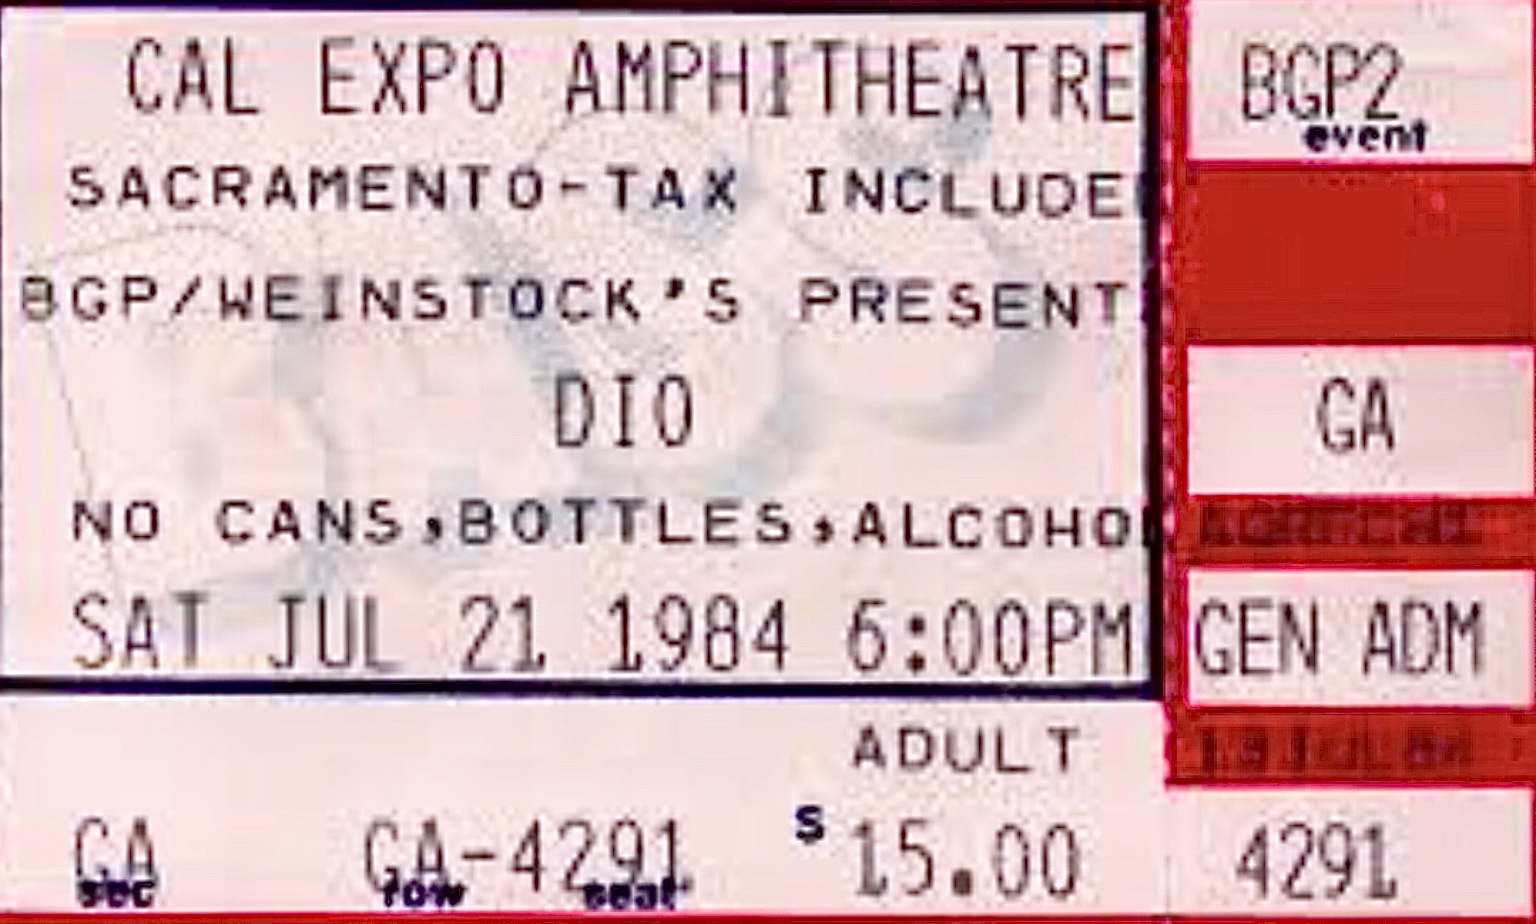 CAL EXPO AMPHITHEATRE
SACRAMENTO-TAX INCLUDE
BGP/WEINSTOCK'S PRESENT
DIO
NO CANS,BOTTLES,ALCOHOL
SAT JUL 21 1984 6:00PM
ADULT
GA GA-4291 $ 15.00
sec row seat
BGP2
event
GA
GEN ADM
4291